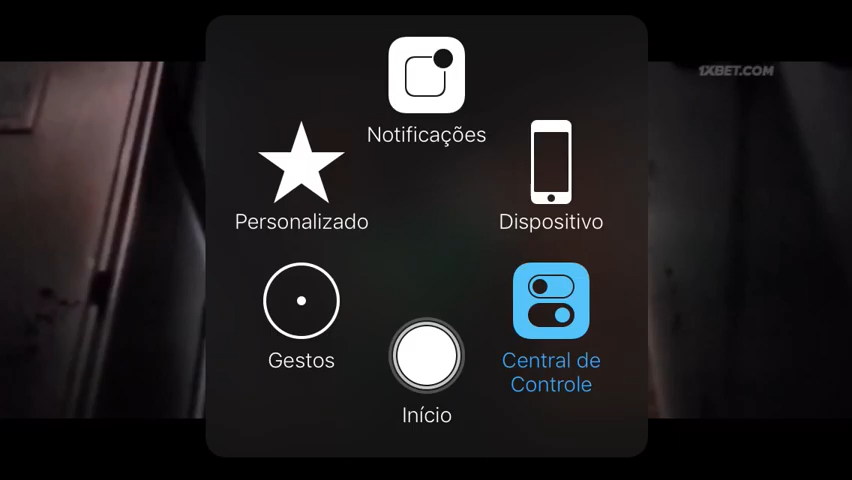 1XBET.COM
Notificações
Personalizado
Dispositivo
Gestos
Central de
Controle
Início